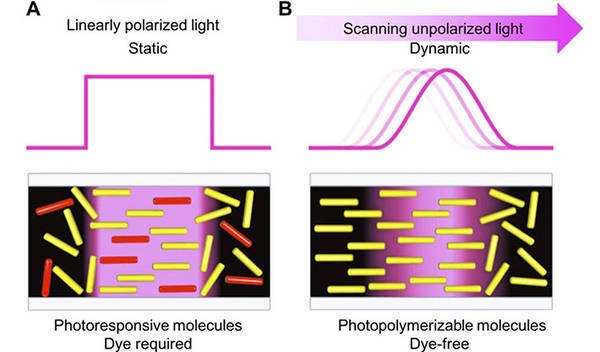 A
Linearly polarized light
Static
Photoresponsive molecules
Dye required
B
Scanning unpolarized light
Dynamic
Photopolymerizable molecules
Dye-free